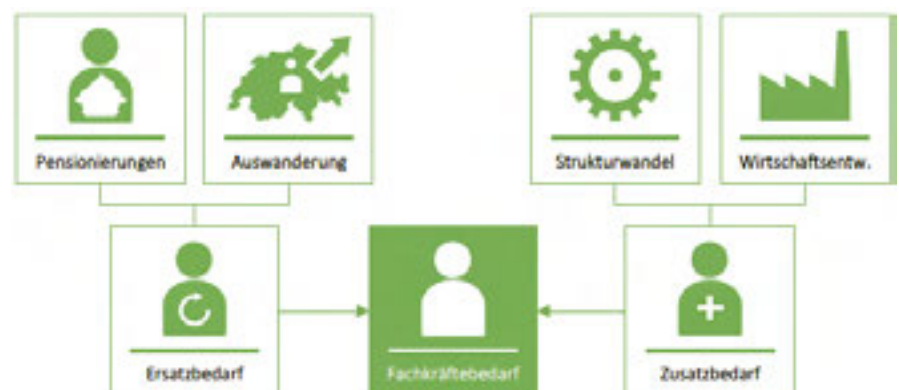 Pensionierungen
Auswanderung
Strukturwandel
Wirtschaftsentw.
Ersatzbedarf
Fachkräftebedarf
Zusatzbedarf